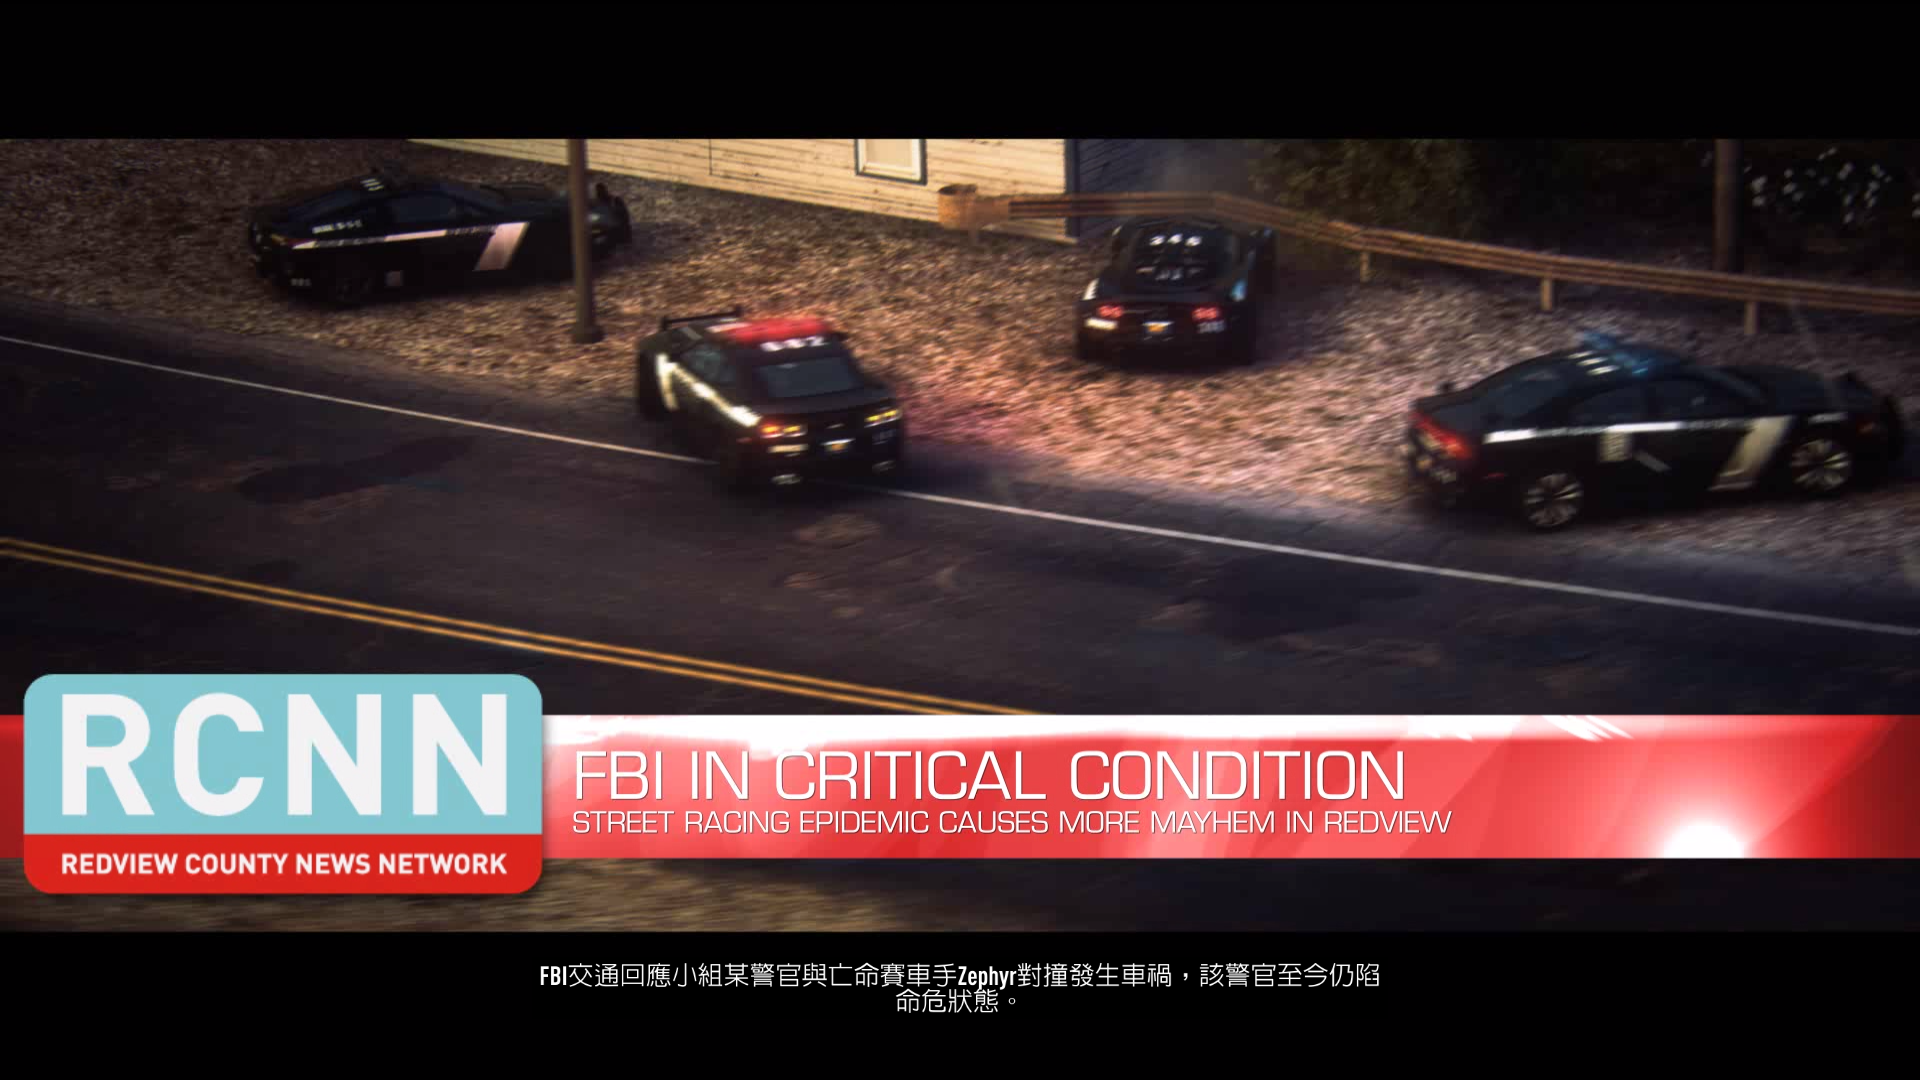 RCNN
REDVIEW COUNTY NEWS NETWORK
FBI IN CRITICAL CONDITION
STREET RACING EPIDEMIC CAUSES MORE MAYHEM IN REDVIEW
FBI交通回應小組某警官與亡命賽車手Zephyr對撞發生車禍，該警官至今仍陷
命危狀態。